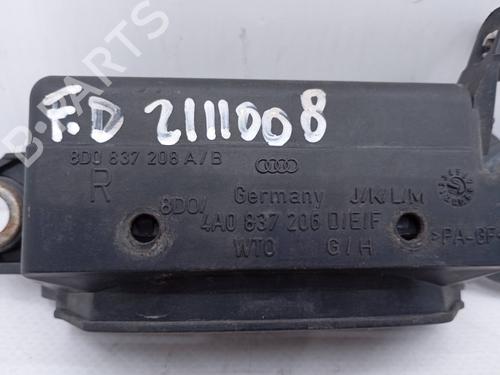 F.D 2111008
8D0 837 208 A/B
R
8D0/ Germany J/K/L/M
4A0 837 206 D/E/F
WTO G/H
>PA-GF
B-PARTS